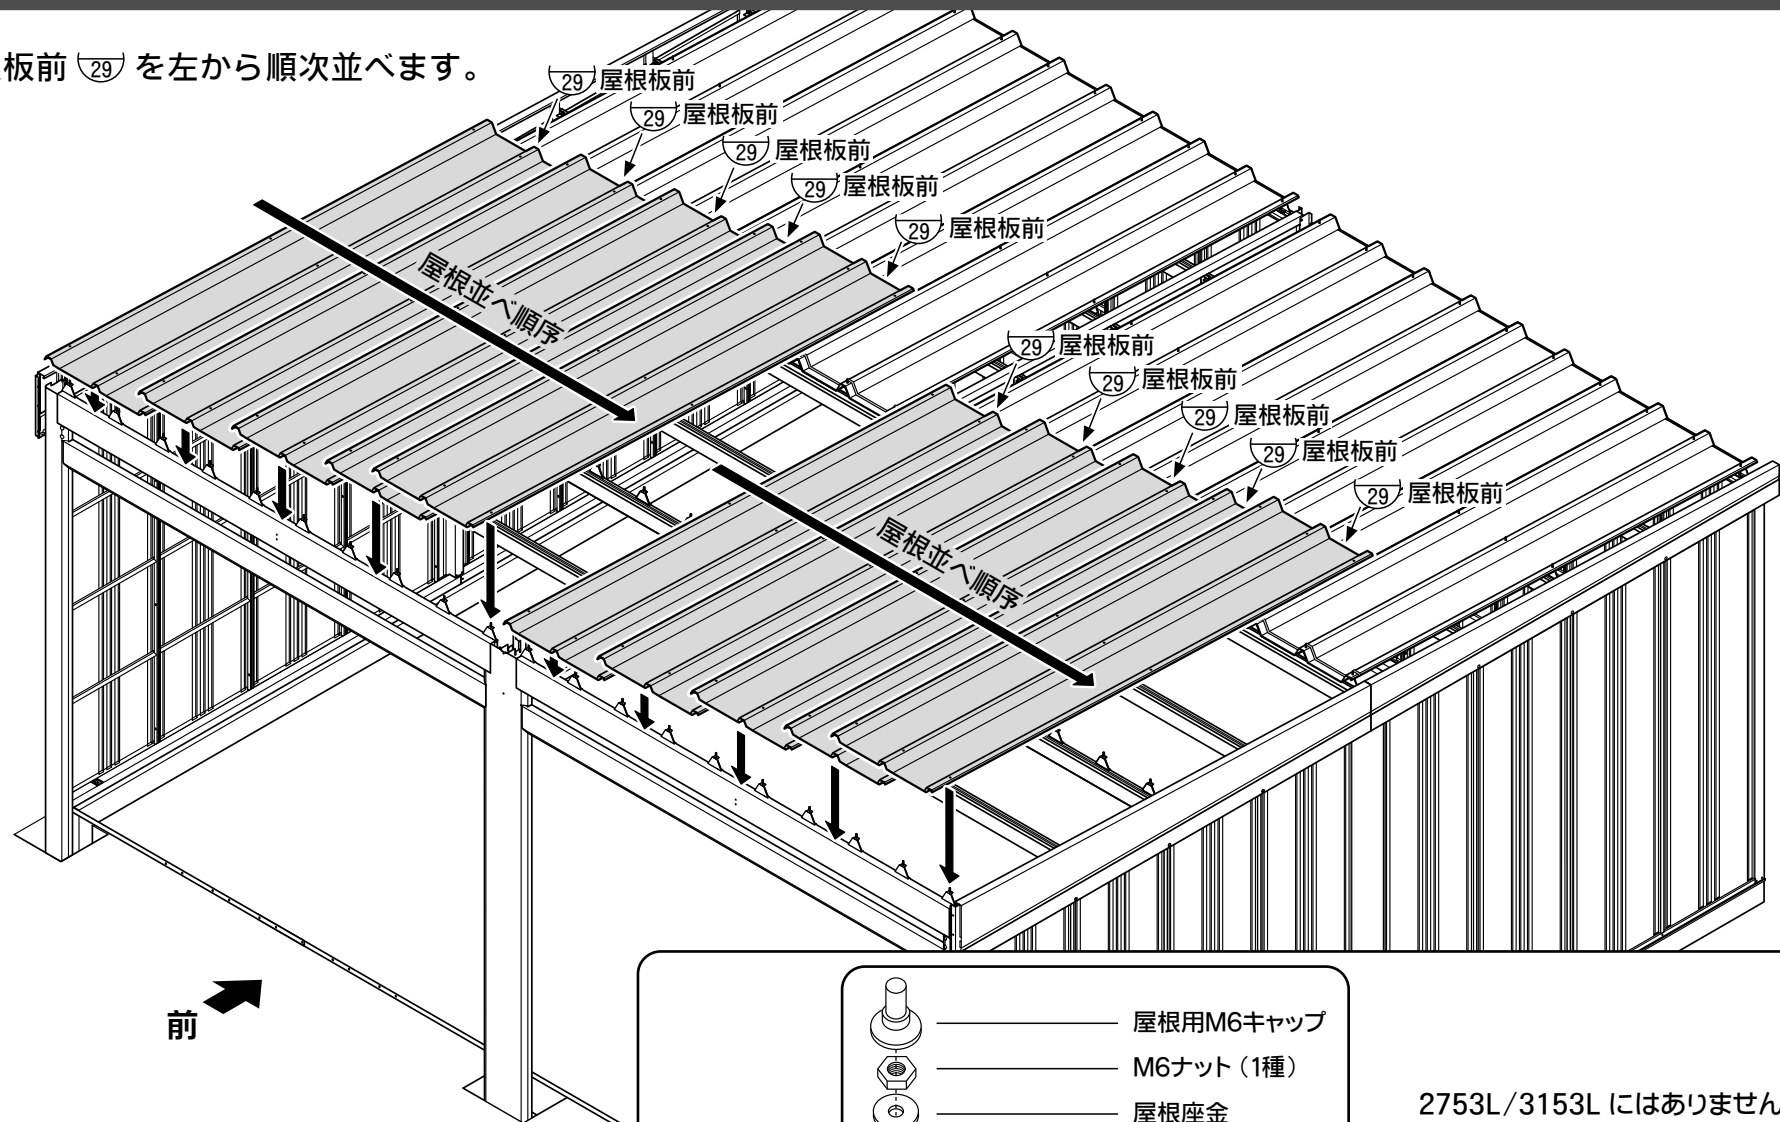 板前 29 を左から順次並べます。
29 屋根板前
29 屋根板前
29 屋根板前
29 屋根板前
29 屋根板前
屋根並べ順序
29 屋根板前
29 屋根板前
29 屋根板前
29 屋根板前
29 屋根板前
屋根並べ順序
前
屋根用M6キャップ
M6ナット（1種）
屋根座金
2753L/3153L にはありません